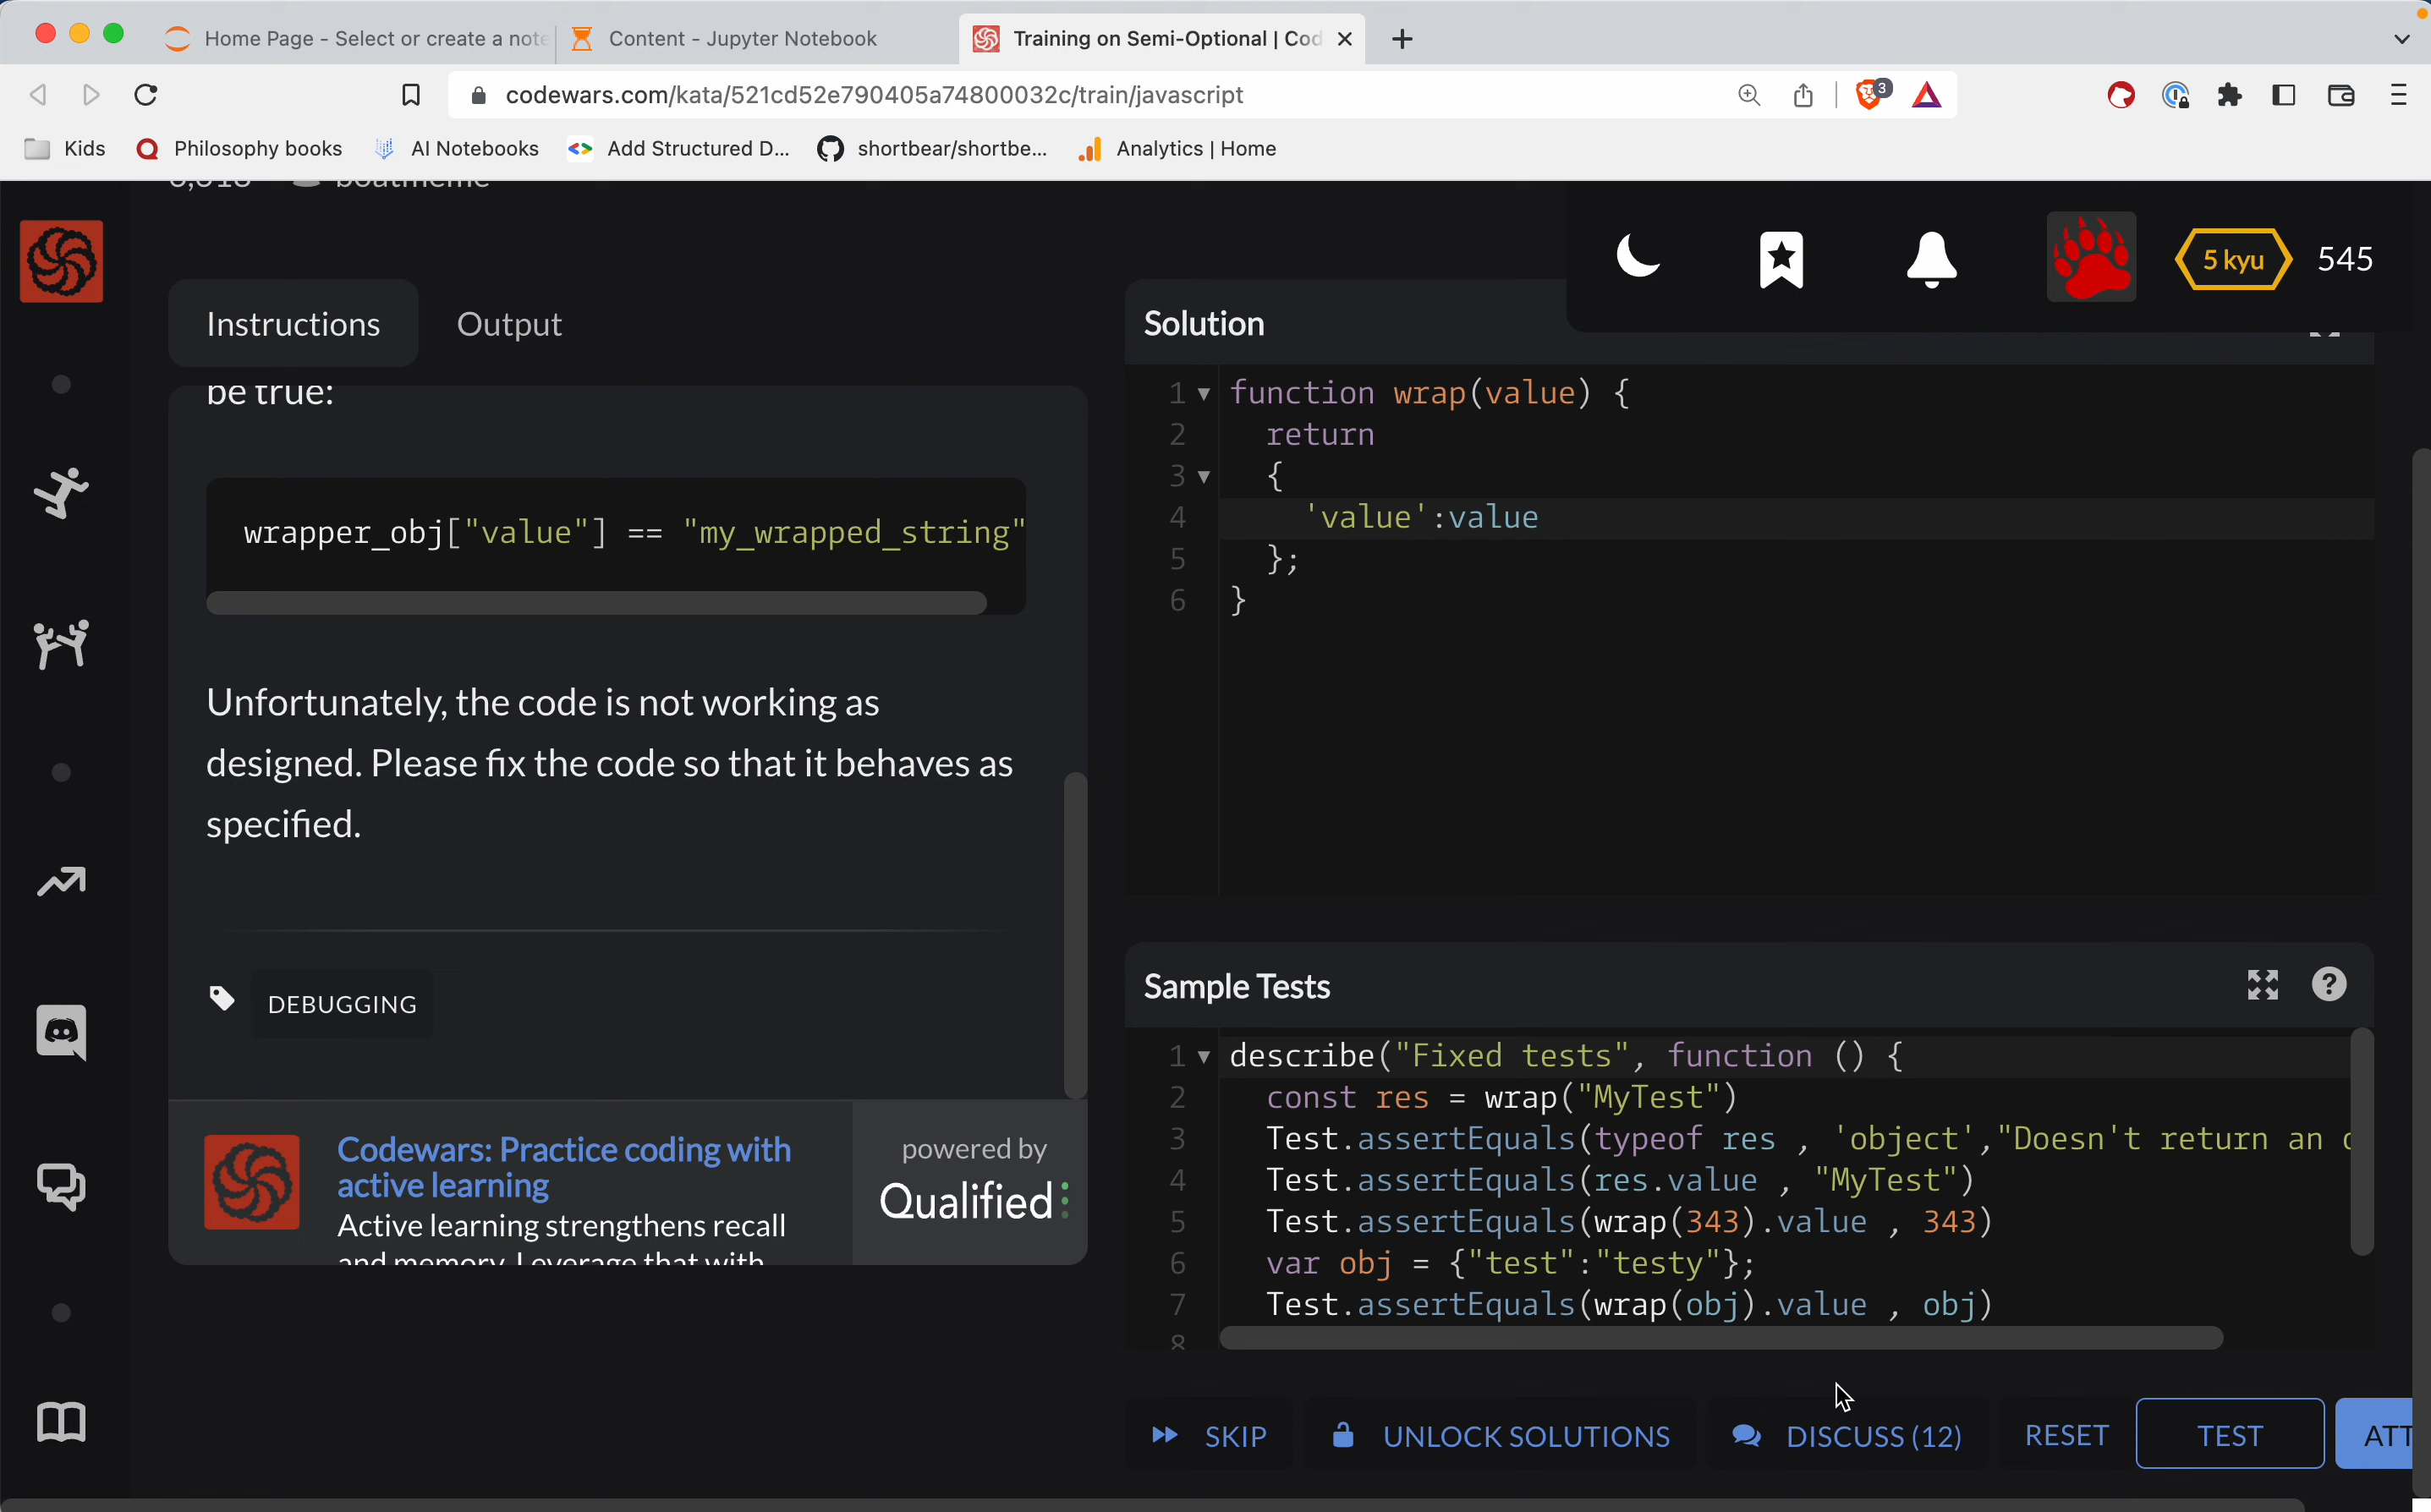 Home Page - Select or create a note
Content - Jupyter Notebook
Training on Semi-Optional | Cod
codewars.com/kata/521cd52e790405a74800032c/train/javascript
3
Kids
Philosophy books
AI Notebooks
Add Structured D...
shortbear/shortbe...
Analytics | Home
5 kyu
545
Instructions
Output
be true:
wrapper_obj["value"] == "my_wrapped_string"
Unfortunately, the code is not working as
designed. Please fix the code so that it behaves as
specified.
DEBUGGING
Codewars: Practice coding with
active learning
Active learning strengthens recall
and memory. Leverage that with
powered by
Qualified
Solution
1 function wrap(value) {
2 return
3 {
4 'value':value
5 };
6 }
Sample Tests
1 describe("Fixed tests", function () {
2 const res = wrap("MyTest")
3 Test.assertEquals(typeof res , 'object',"Doesn't return an
4 Test.assertEquals(res.value , "MyTest")
5 Test.assertEquals(wrap(343).value , 343)
6 var obj = {"test":"testy"};
7 Test.assertEquals(wrap(obj).value , obj)
8
SKIP
UNLOCK SOLUTIONS
DISCUSS (12)
RESET
TEST
ATT